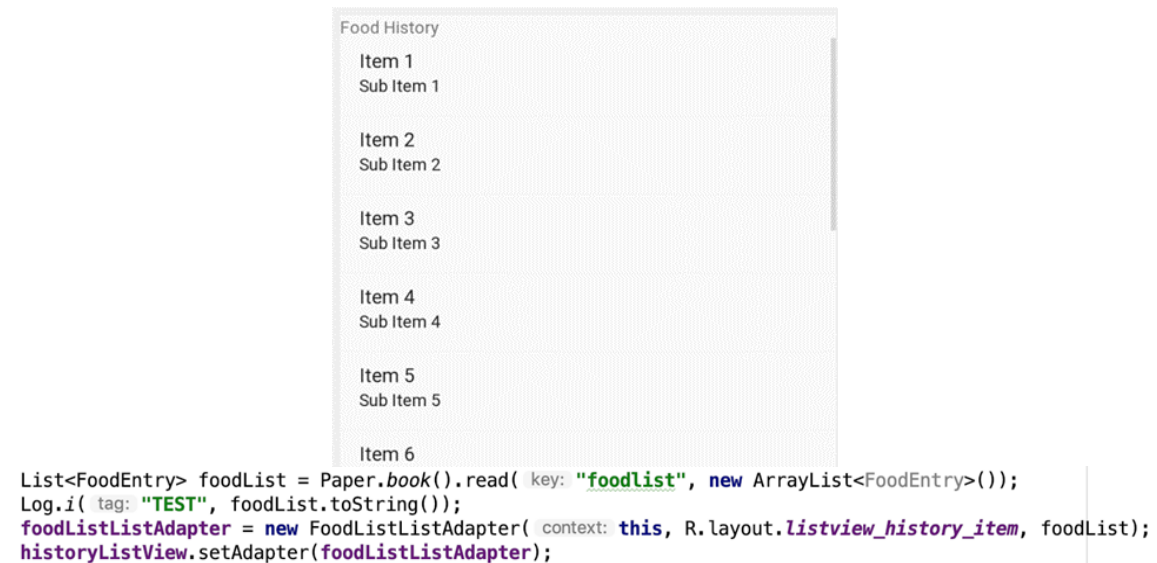 Food History
Item 1
Sub Item 1
Item 2
Sub Item 2
Item 3
Sub Item 3
Item 4
Sub Item 4
Item 5
Sub Item 5
Item 6
List<FoodEntry> foodList = Paper.book().read( key: "foodlist", new ArrayList<FoodEntry>());
Log.i( tag: "TEST", foodList.toString());
foodListListAdapter = new FoodListListAdapter( context: this, R.layout.listview_history_item, foodList);
historyListView.setAdapter(foodListListAdapter);